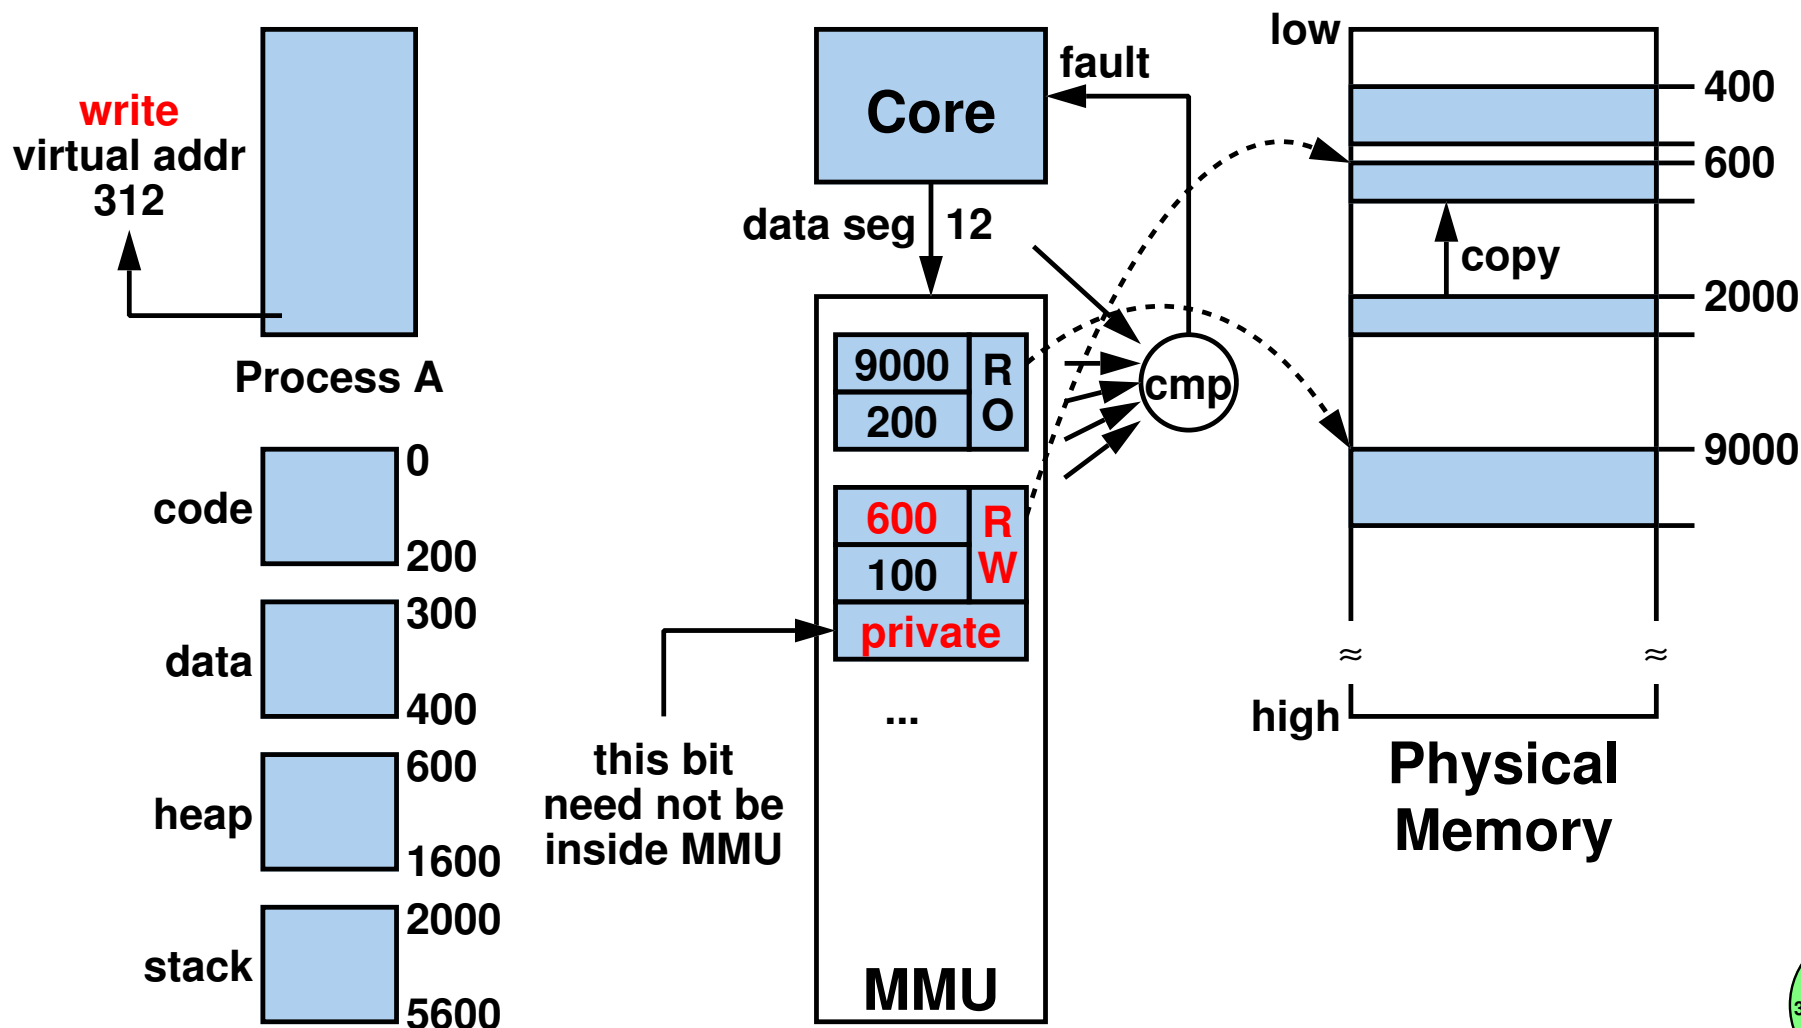 write
virtual addr
312
Process A
code
0
200
data
300
400
heap
600
1600
stack
2000
5600
Core
fault
data seg
12
9000
200
R
O
600
100
R
W
private
...
this bit
need not be
inside MMU
MMU
cmp
low
400
600
copy
2000
9000
≈
≈
high
Physical
Memory
3